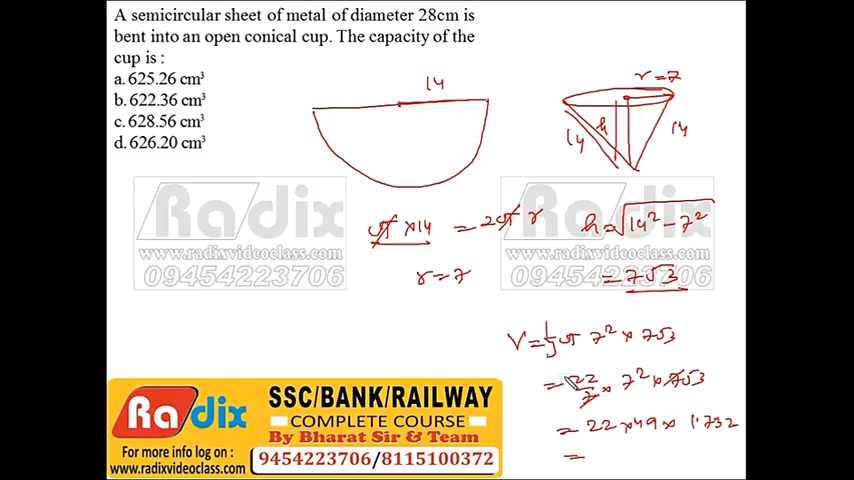 A semicircular sheet of metal of diameter 28cm is
bent into an open conical cup. The capacity of the
cup is :
a. 625.26 cm³
b. 622.36 cm³
c. 628.56 cm³
d. 626.20 cm³
14
r=7
14
h
14
π × 14 = 2π r
r = 7
h = √14² − 7²
= 7√3
V = 1/3 π 7² × 7√3
= 22/7 × 7² × 7√3
= 22 × 49 × 1.732
=
Radix
www.radixvideoclass.com
09454223706
Radix
www.radixvideoclass.com
09454223706
Radix
For more info log on :
www.radixvideoclass.com
SSC/BANK/RAILWAY
COMPLETE COURSE
By Bharat Sir & Team
9454223706/8115100372